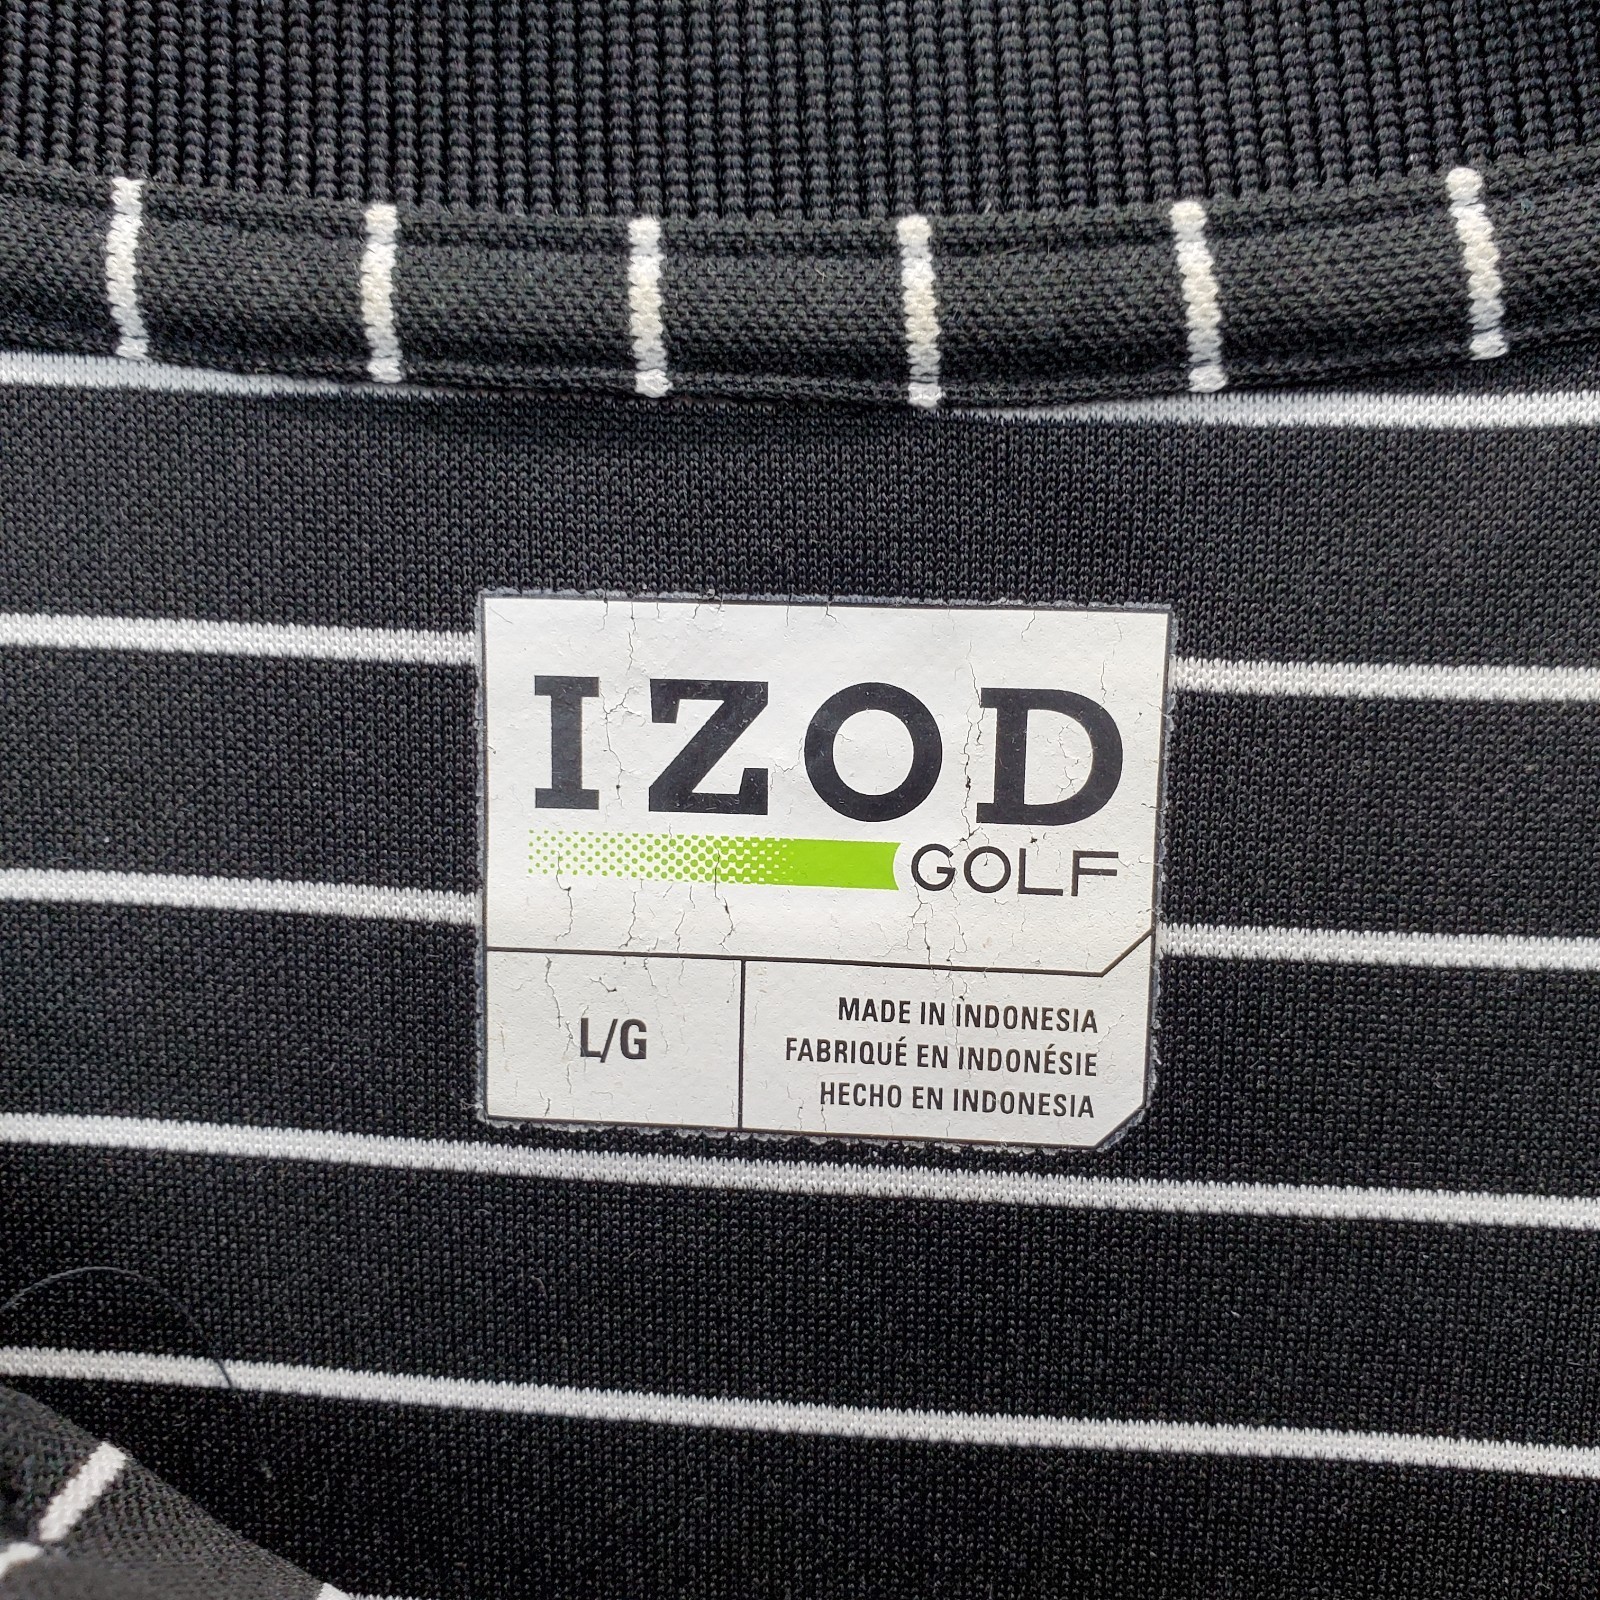 IZOD
GOLF
L/G
MADE IN INDONESIA
FABRIQUÉ EN INDONÉSIE
HECHO EN INDONESIA